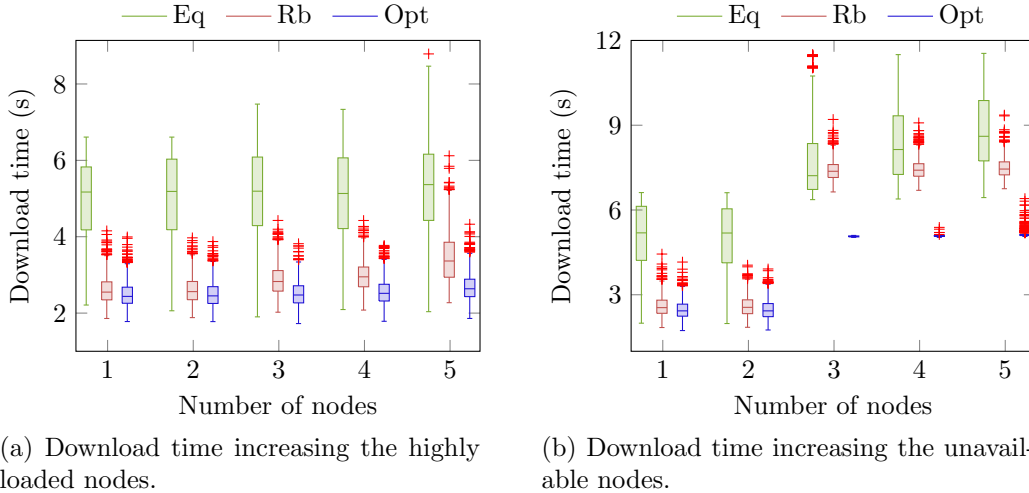 Eq Rb Opt
Download time (s)
8
6
4
2
1 2 3 4 5
Number of nodes
(a) Download time increasing the highly
loaded nodes.
Eq Rb Opt
Download time (s)
12
9
6
3
1 2 3 4 5
Number of nodes
(b) Download time increasing the unavail-
able nodes.